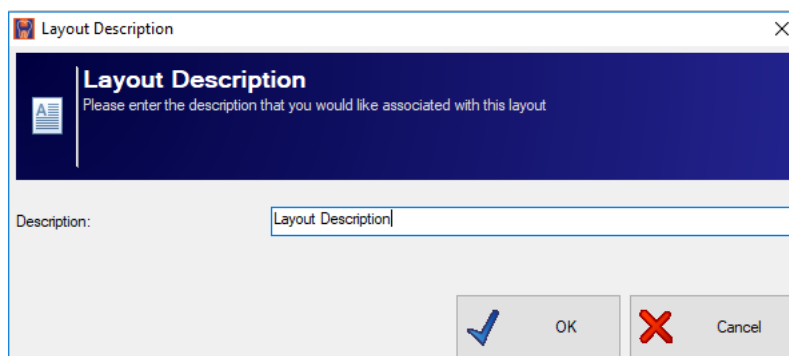 Layout Description
Layout Description
Please enter the description that you would like associated with this layout
Description:
Layout Description
OK
Cancel